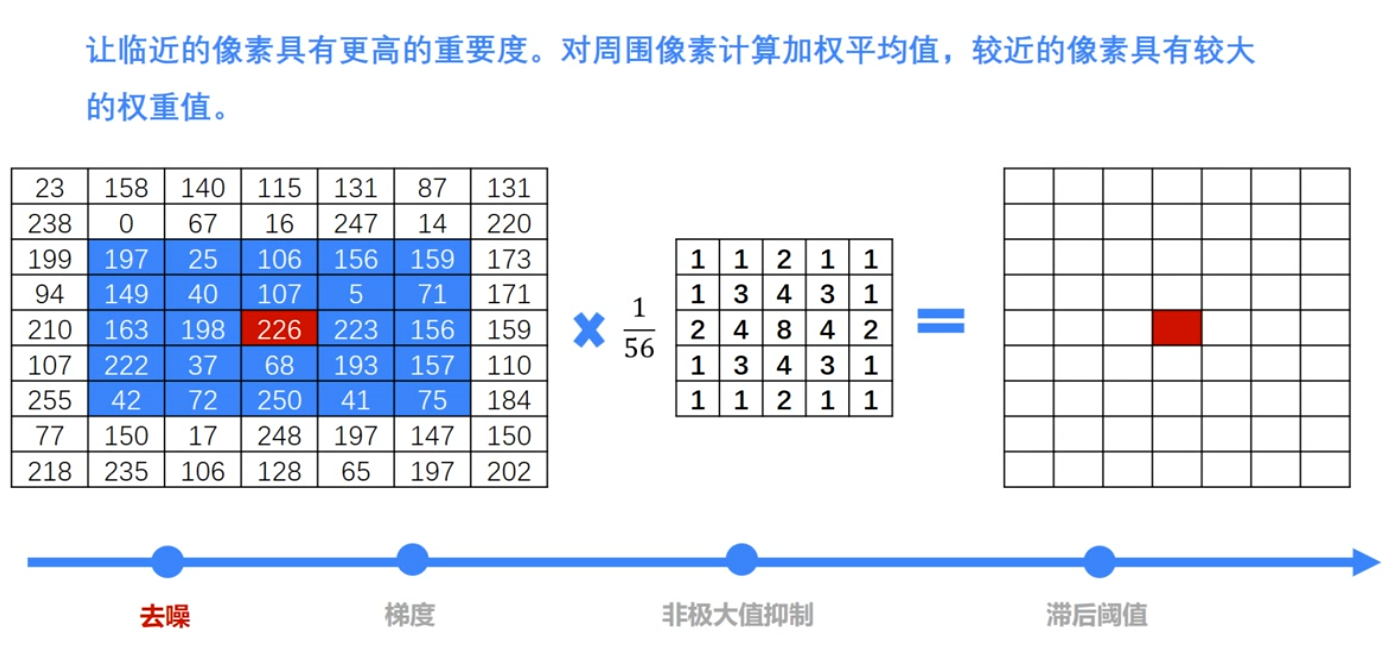 让临近的像素具有更高的重要度。对周围像素计算加权平均值，较近的像素具有较大
的权重值。
23 158 140 115 131 87 131
238 0 67 16 247 14 220
199 197 25 106 156 159 173
94 149 40 107 5 71 171
210 163 198 226 223 156 159
107 222 37 68 193 157 110
255 42 72 250 41 75 184
77 150 17 248 197 147 150
218 235 106 128 65 197 202
×
1
56
1 1 2 1 1
1 3 4 3 1
2 4 8 4 2
1 3 4 3 1
1 1 2 1 1
=
去噪 梯度 非极大值抑制 滞后阈值